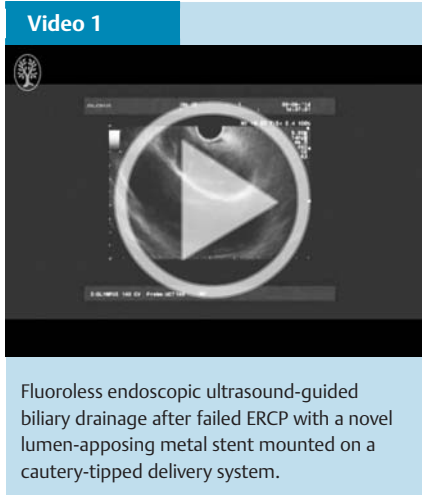 Video 1
Fluoroless endoscopic ultrasound-guided
biliary drainage after failed ERCP with a novel
lumen-apposing metal stent mounted on a
cautery-tipped delivery system.